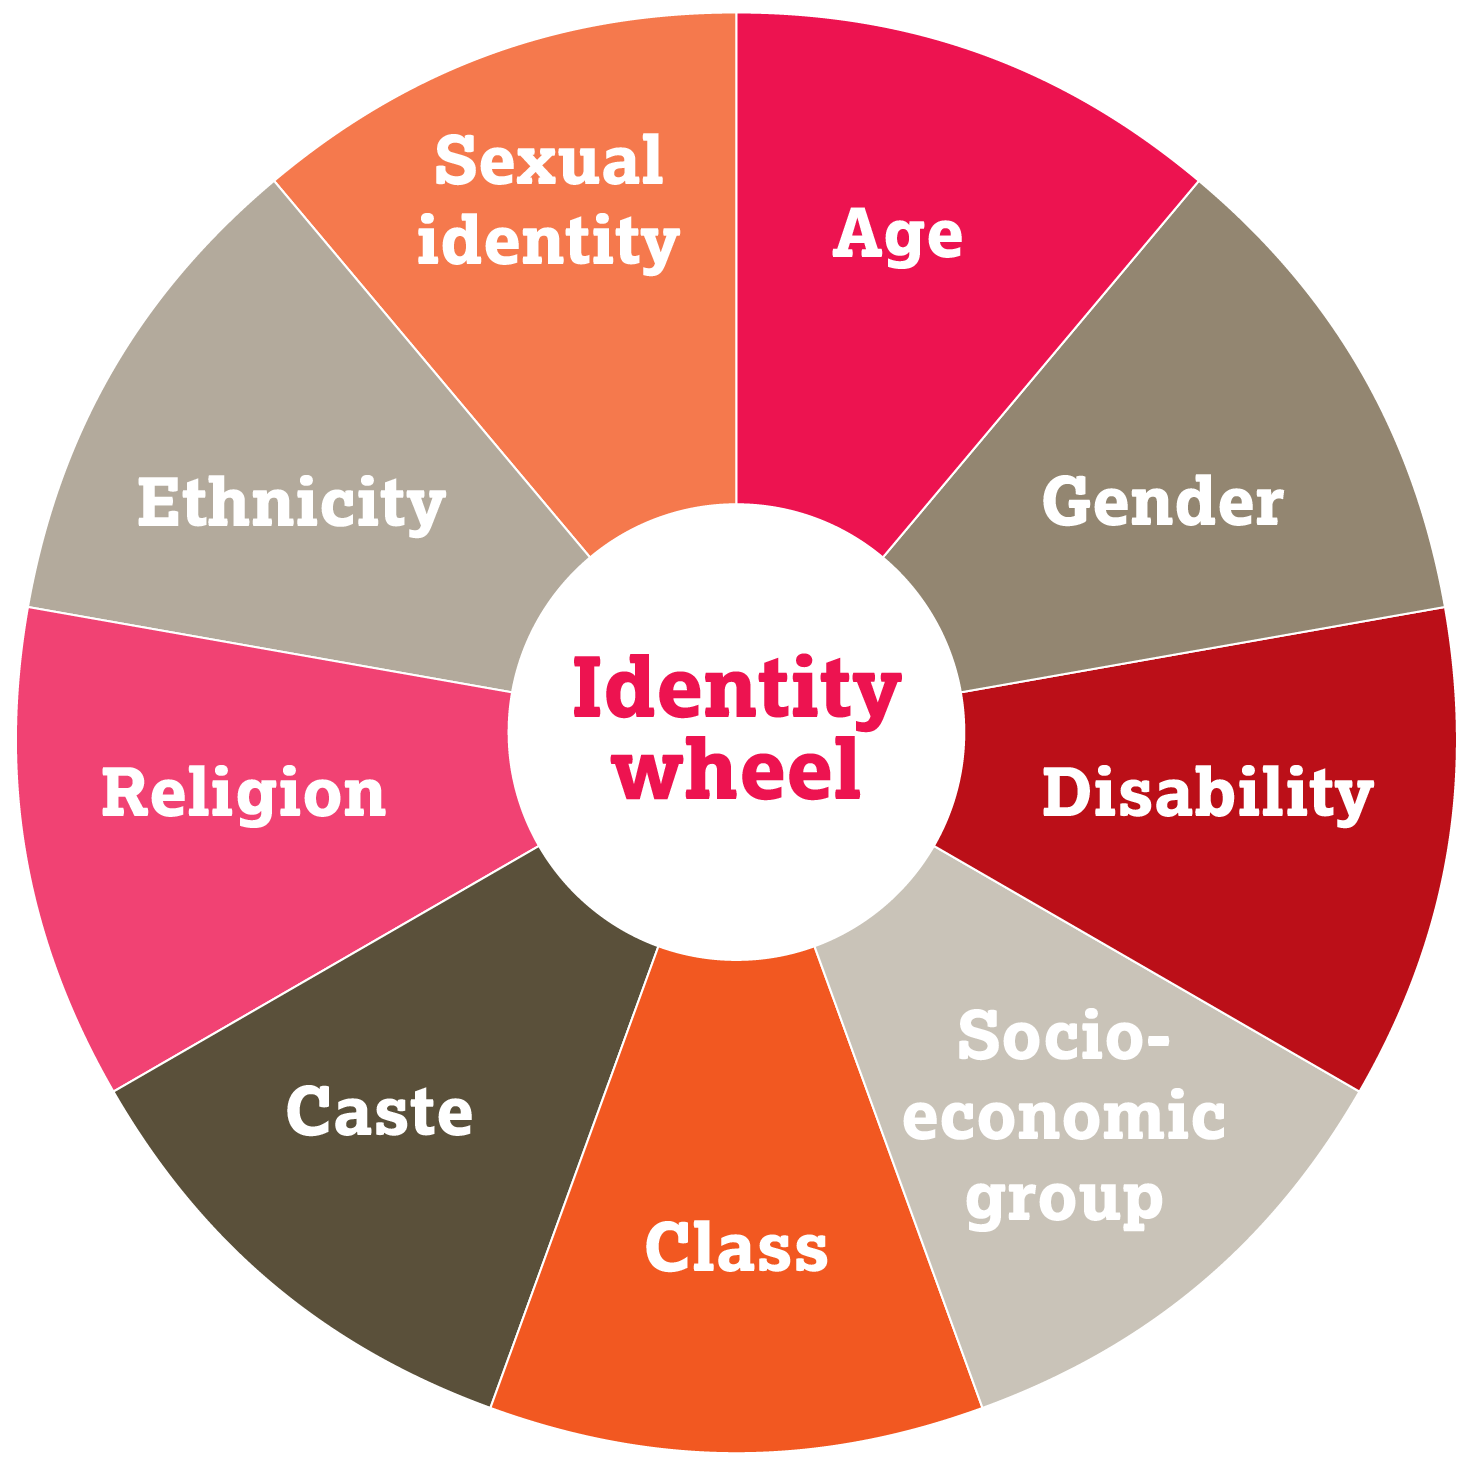 Identity
wheel
Age
Gender
Disability
Socio-
economic
group
Class
Caste
Religion
Ethnicity
Sexual
identity